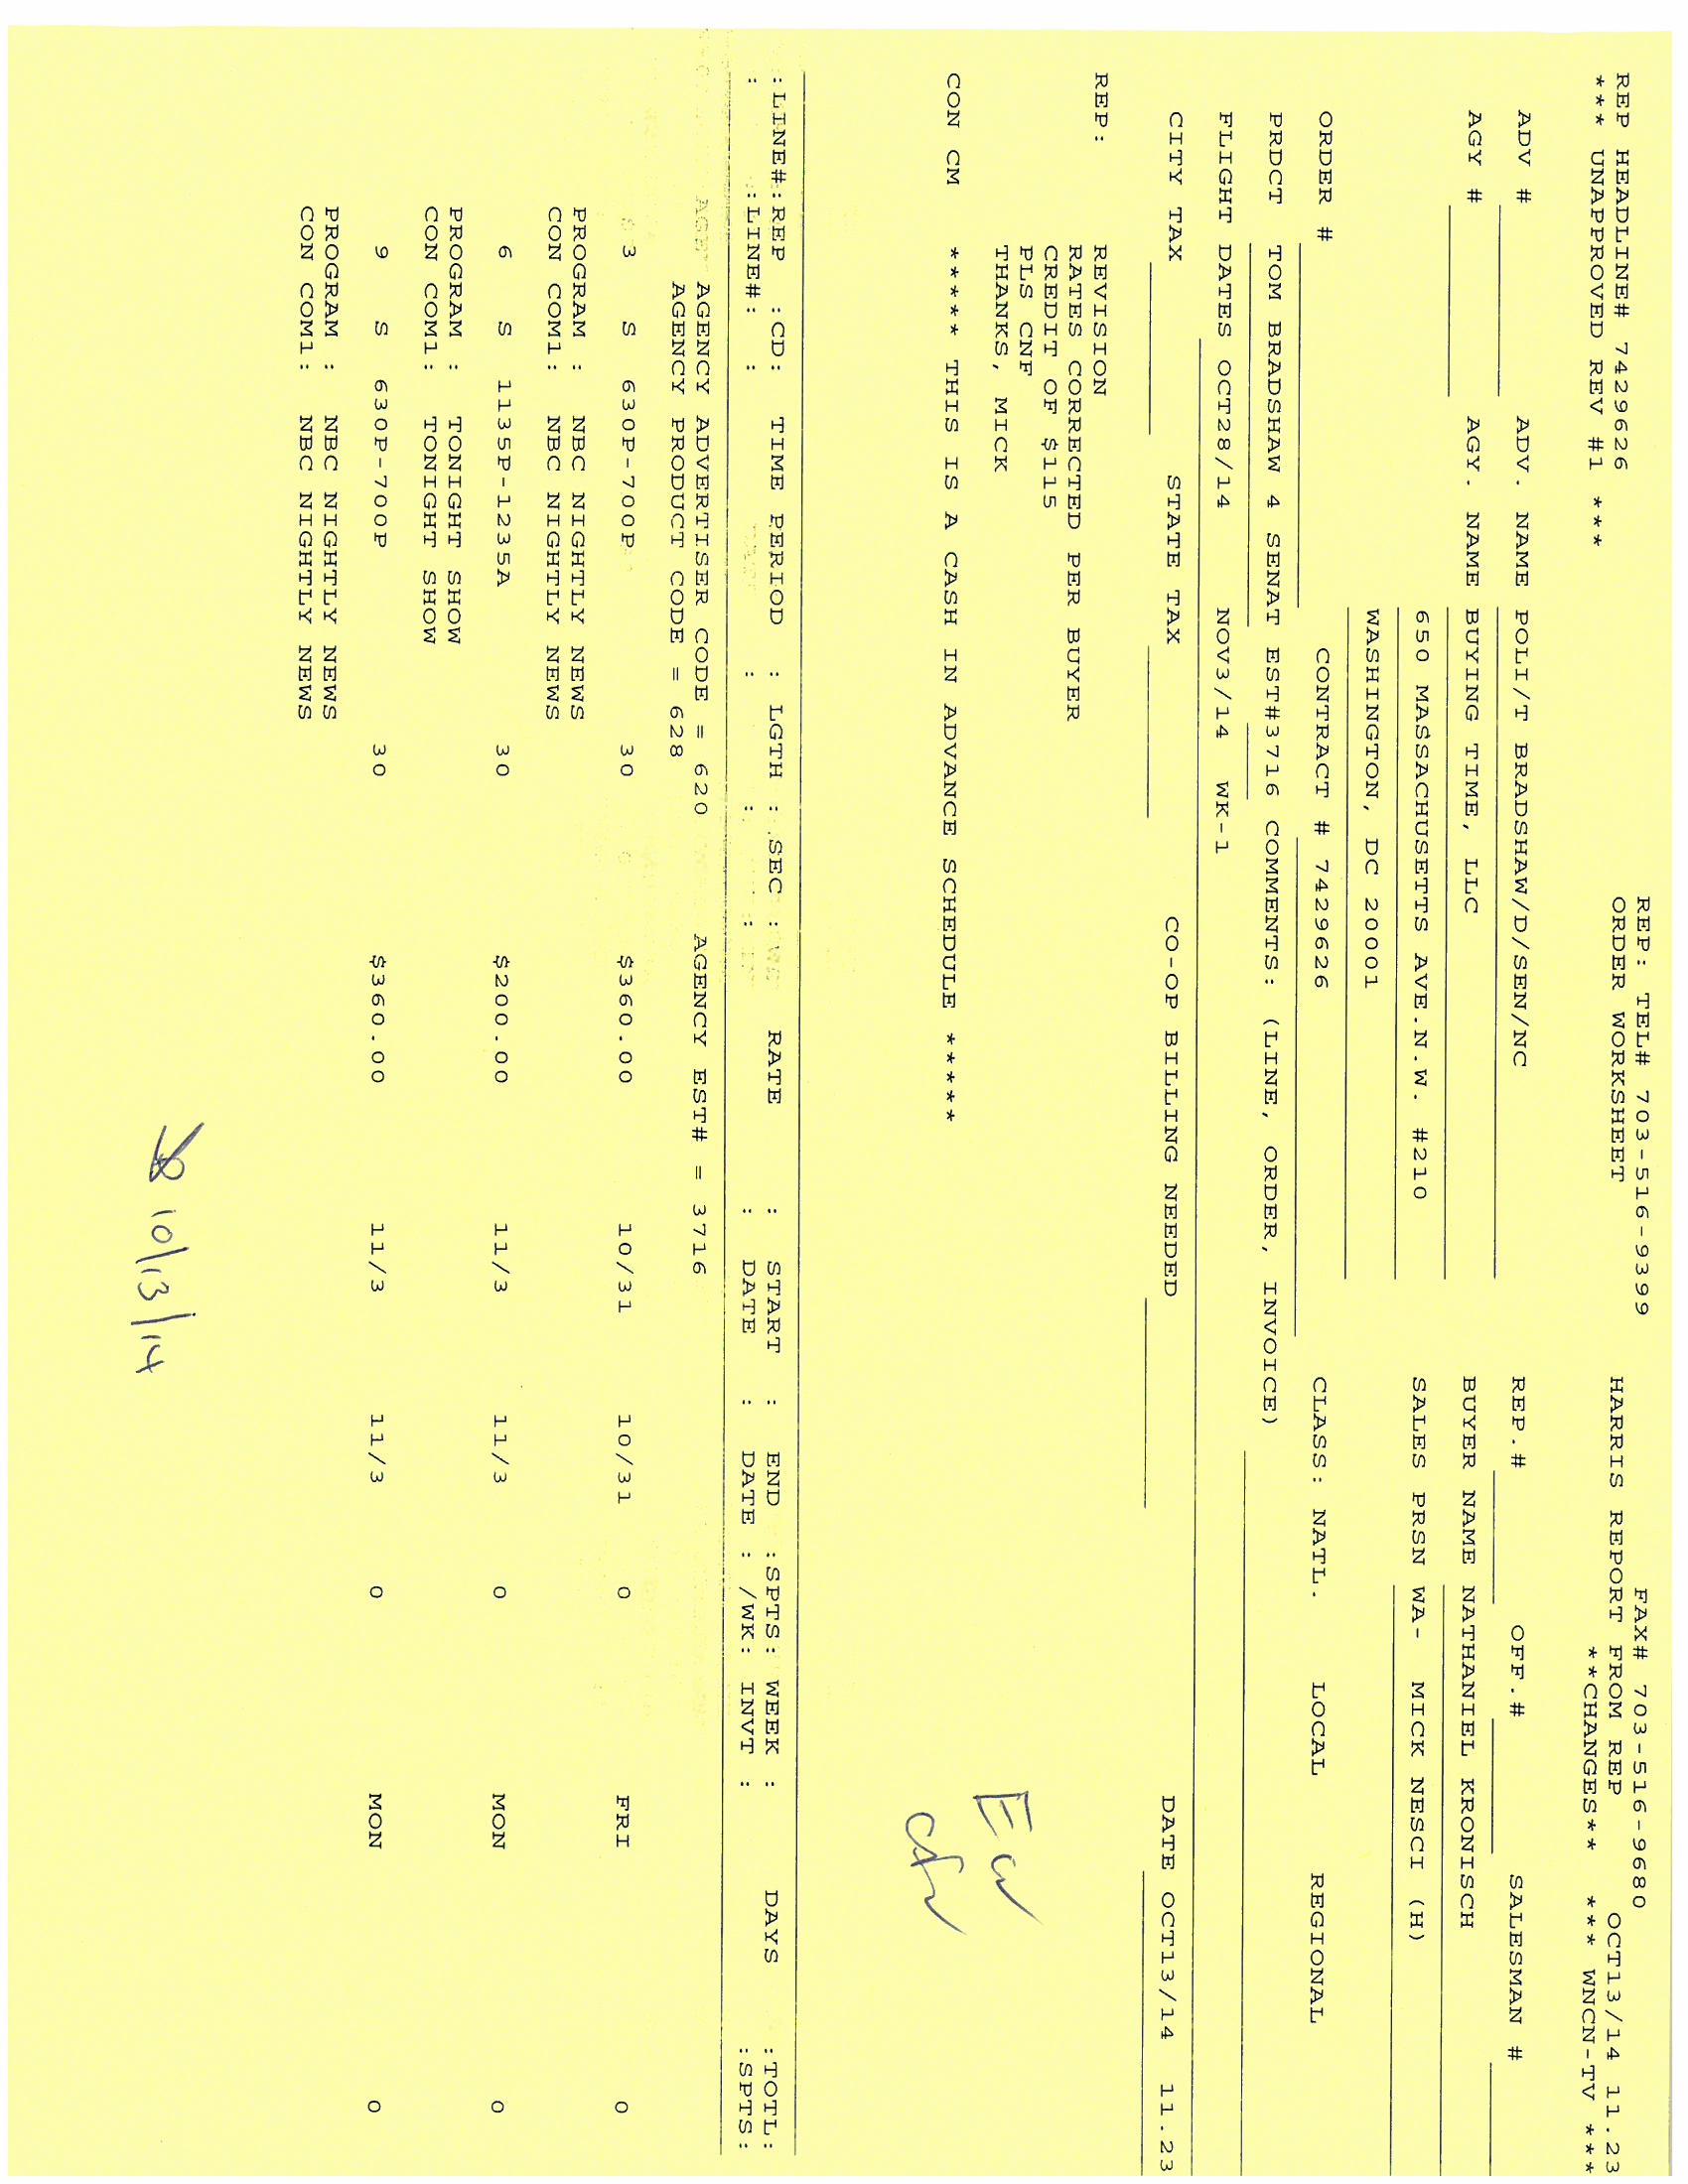 REP: TEL# 703-516-9399 FAX# 703-516-9680
REP HEADLINE# 7429626 ORDER WORKSHEET HARRIS REPORT FROM REP OCT13/14 11.23
*** UNAPPROVED REV #1 *** **CHANGES** *** WNCN-TV ***
ADV # ADV. NAME POLI/T BRADSHAW/D/SEN/NC REP.# OFF.# SALESMAN #
AGY # AGY. NAME BUYING TIME, LLC BUYER NAME NATHANIEL KRONISCH
650 MASSACHUSETTS AVE.N.W. #210 SALES PRSN WA- MICK NESCI (H)
WASHINGTON, DC 20001
ORDER # CONTRACT # 7429626 CLASS: NATL. LOCAL REGIONAL
PRDCT TOM BRADSHAW 4 SENAT EST#3716 COMMENTS: (LINE, ORDER, INVOICE)
FLIGHT DATES OCT28/14 NOV3/14 WK-1
CITY TAX STATE TAX CO-OP BILLING NEEDED DATE OCT13/14 11.23
REP: REVISION
RATES CORRECTED PER BUYER
CREDIT OF $115
PLS CNF
THANKS, MICK
CON CM ***** THIS IS A CASH IN ADVANCE SCHEDULE *****
:LINE#:REP :CD: TIME PERIOD : LGTH : SEC : RATE : START : END :SPTS: WEEK : DAYS :TOTL:
: :LINE#: : : : : : DATE : DATE : /WK: INVT : :SPTS:
AGENCY ADVERTISER CODE = 620 AGENCY EST# = 3716
AGENCY PRODUCT CODE = 628
3 S 630P-700P 30 $360.00 10/31 10/31 0 FRI 0
PROGRAM : NBC NIGHTLY NEWS
CON COM1: NBC NIGHTLY NEWS
6 S 1135P-1235A 30 $200.00 11/3 11/3 0 MON 0
PROGRAM : TONIGHT SHOW
CON COM1: TONIGHT SHOW
9 S 630P-700P 30 $360.00 11/3 11/3 0 MON 0
PROGRAM : NBC NIGHTLY NEWS
CON COM1: NBC NIGHTLY NEWS
10/13/14